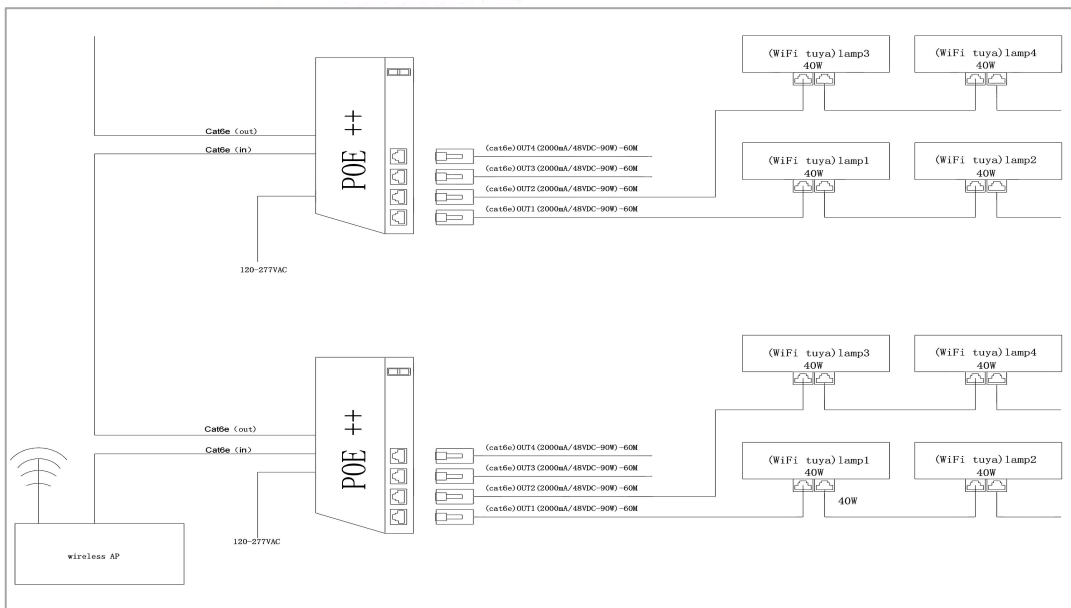 (WiFi tuya)lamp3
40W
(WiFi tuya)lamp4
40W
Cat6e (out)
Cat6e (in)
POE ++
(cat6e)OUT4(2000mA/48VDC-90W)-60M
(cat6e)OUT3(2000mA/48VDC-90W)-60M
(cat6e)OUT2(2000mA/48VDC-90W)-60M
(cat6e)OUT1(2000mA/48VDC-90W)-60M
(WiFi tuya)lamp1
40W
(WiFi tuya)lamp2
40W
120-277VAC
(WiFi tuya)lamp3
40W
(WiFi tuya)lamp4
40W
Cat6e (out)
Cat6e (in)
POE ++
(cat6e)OUT4(2000mA/48VDC-90W)-60M
(cat6e)OUT3(2000mA/48VDC-90W)-60M
(cat6e)OUT2(2000mA/48VDC-90W)-60M
(cat6e)OUT1(2000mA/48VDC-90W)-60M
(WiFi tuya)lamp1
40W
(WiFi tuya)lamp2
40W
40W
120-277VAC
wireless AP